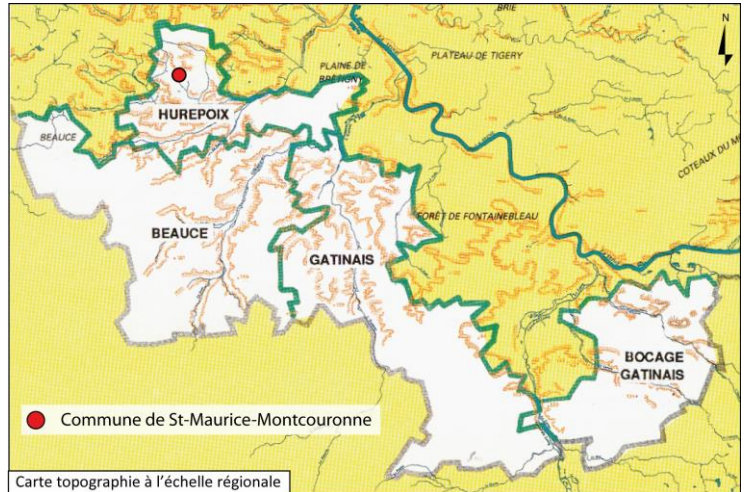 BRIE
N
PLATEAU DE TIGERY
PLAINE DE
BRÉTIGNY
HUREPOIX
BEAUCE
COTEAUX DU
FORÊT DE FONTAINEBLEAU
BEAUCE
GATINAIS
BOCAGE
GATINAIS
Commune de St-Maurice-Montcouronne
Carte topographie à l'échelle régionale